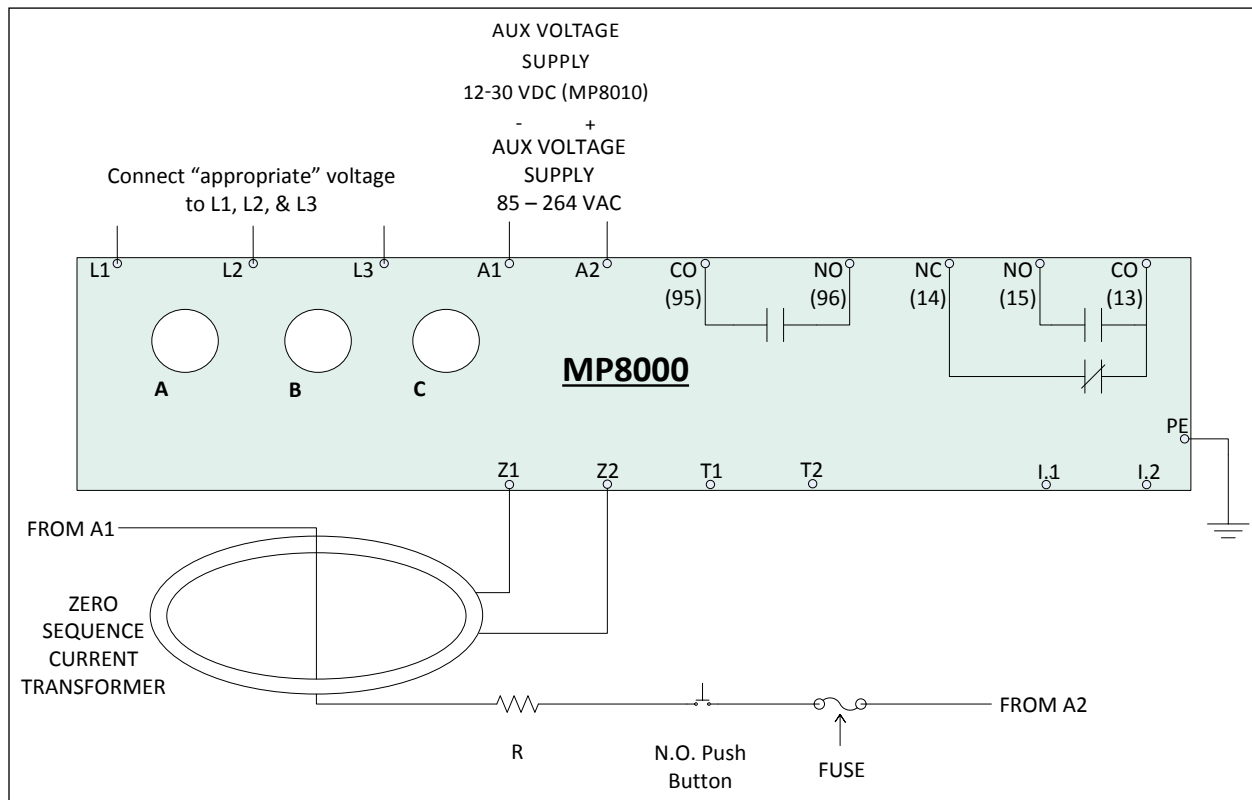 AUX VOLTAGE
SUPPLY
12-30 VDC (MP8010)
- +
AUX VOLTAGE
SUPPLY
85 – 264 VAC
Connect “appropriate” voltage
to L1, L2, & L3
L1 L2 L3 A1 A2 CO NO NC NO CO
(95) (96) (14) (15) (13)
A B C
MP8000
PE
Z1 Z2 T1 T2 I.1 I.2
FROM A1
ZERO
SEQUENCE
CURRENT
TRANSFORMER
FROM A2
R
N.O. Push
Button
FUSE